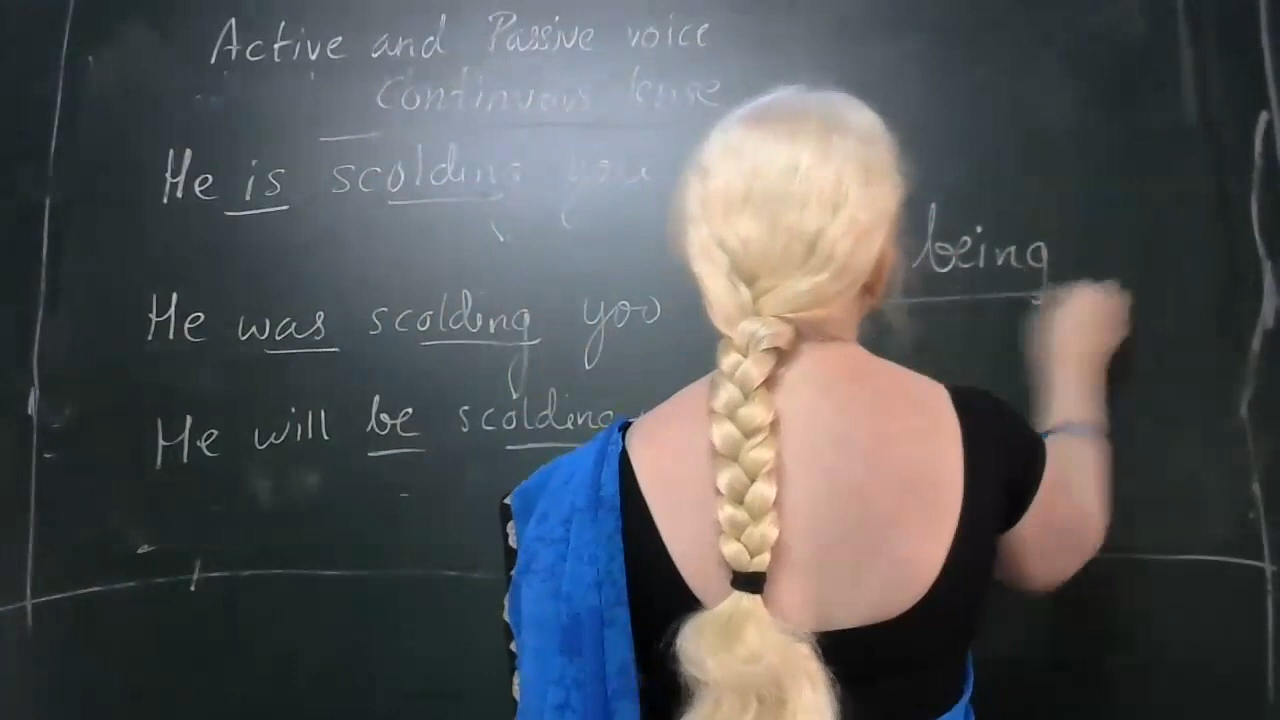 Active and Passive voice
Continuous tense
He is scolding you
being
He was scolding you
He will be scolding